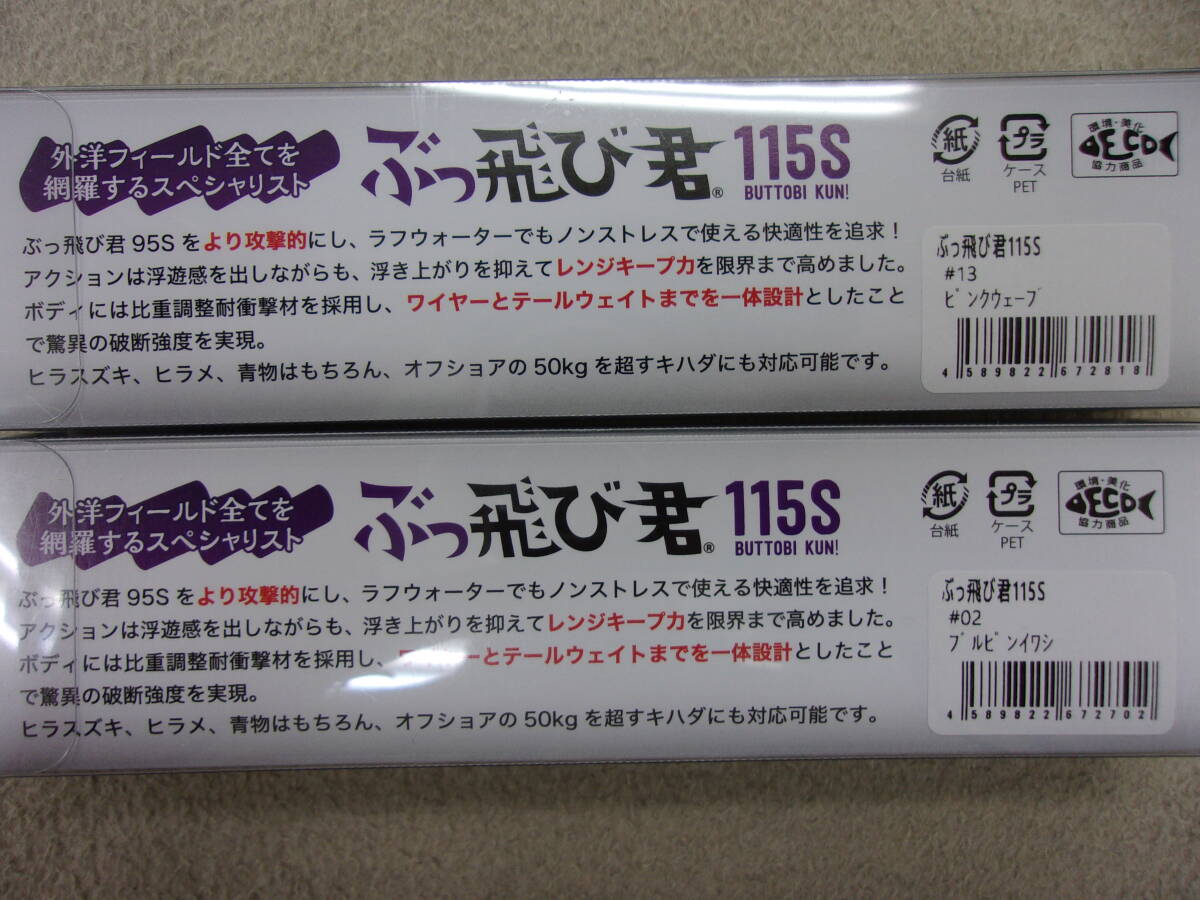 外洋フィールド全てを
網羅するスペシャリスト
ぶっ飛び君® 115S
BUTTOBI KUN!
紙
台紙
プラ
ケース
PET
環境・美化
ECO
協力商品
ぶっ飛び君 95S をより攻撃的にし、ラフウォーターでもノンストレスで使える快適性を追求！
アクションは浮遊感を出しながらも、浮き上がりを抑えてレンジキープ力を限界まで高めました。
ボディには比重調整耐衝撃材を採用し、ワイヤーとテールウェイトまでを一体設計としたこと
で驚異の破断強度を実現。
ヒラスズキ、ヒラメ、青物はもちろん、オフショアの 50kg を超すキハダにも対応可能です。
ぶっ飛び君115S
#13
ﾋﾟﾝｸｳｪｰﾌﾞ
4 589822 672818
外洋フィールド全てを
網羅するスペシャリスト
ぶっ飛び君® 115S
BUTTOBI KUN!
紙
台紙
プラ
ケース
PET
環境・美化
ECO
協力商品
ぶっ飛び君 95S をより攻撃的にし、ラフウォーターでもノンストレスで使える快適性を追求！
アクションは浮遊感を出しながらも、浮き上がりを抑えてレンジキープ力を限界まで高めました。
ボディには比重調整耐衝撃材を採用し、ワイヤーとテールウェイトまでを一体設計としたこと
で驚異の破断強度を実現。
ヒラスズキ、ヒラメ、青物はもちろん、オフショアの 50kg を超すキハダにも対応可能です。
ぶっ飛び君115S
#02
ﾌﾞﾙﾋﾟﾝｲﾜｼ
4 589822 672702